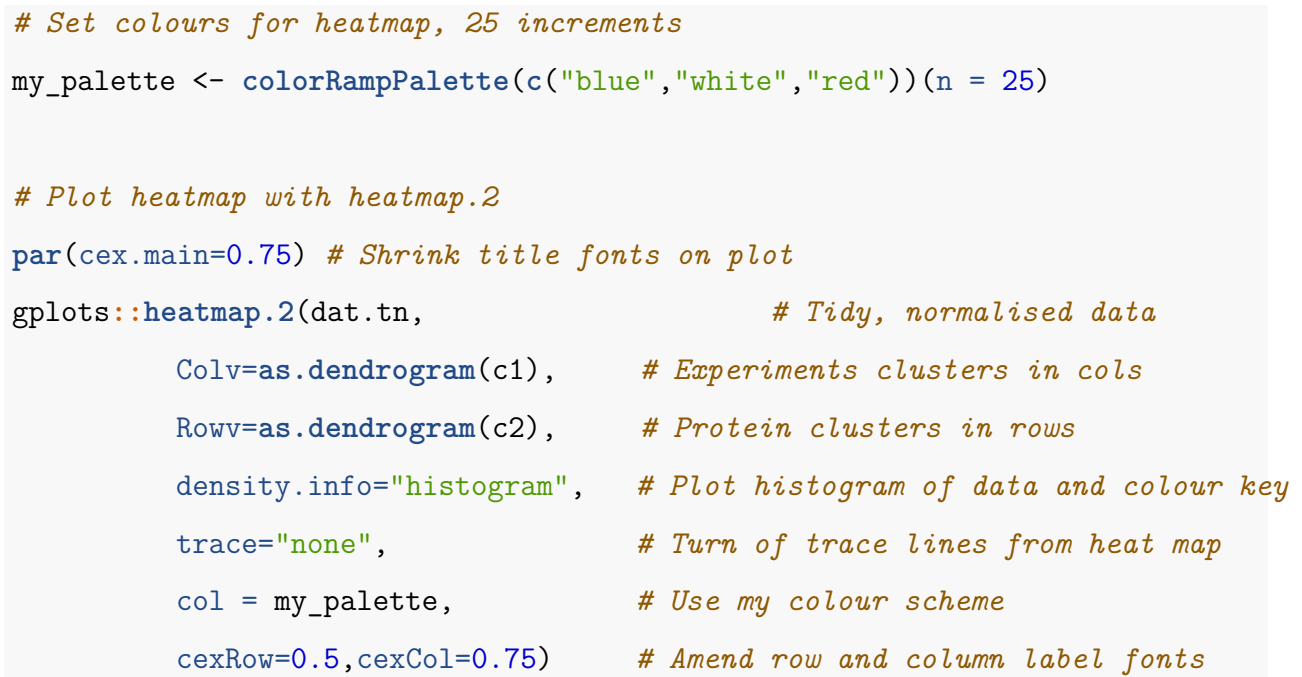 # Set colours for heatmap, 25 increments
my_palette <- colorRampPalette(c("blue","white","red"))(n = 25)
# Plot heatmap with heatmap.2
par(cex.main=0.75) # Shrink title fonts on plot
gplots::heatmap.2(dat.tn, # Tidy, normalised data
Colv=as.dendrogram(c1), # Experiments clusters in cols
Rowv=as.dendrogram(c2), # Protein clusters in rows
density.info="histogram", # Plot histogram of data and colour key
trace="none", # Turn of trace lines from heat map
col = my_palette, # Use my colour scheme
cexRow=0.5,cexCol=0.75) # Amend row and column label fonts